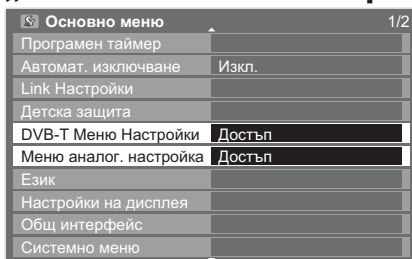 Основно меню 1/2
Програмен таймер
Автомат. изключване Изкл.
Link Настройки
Детска защита
DVB-T Меню Настройки Достъп
Меню аналог. настройка Достъп
Език
Настройки на дисплея
Общ интерфейс
Системно меню